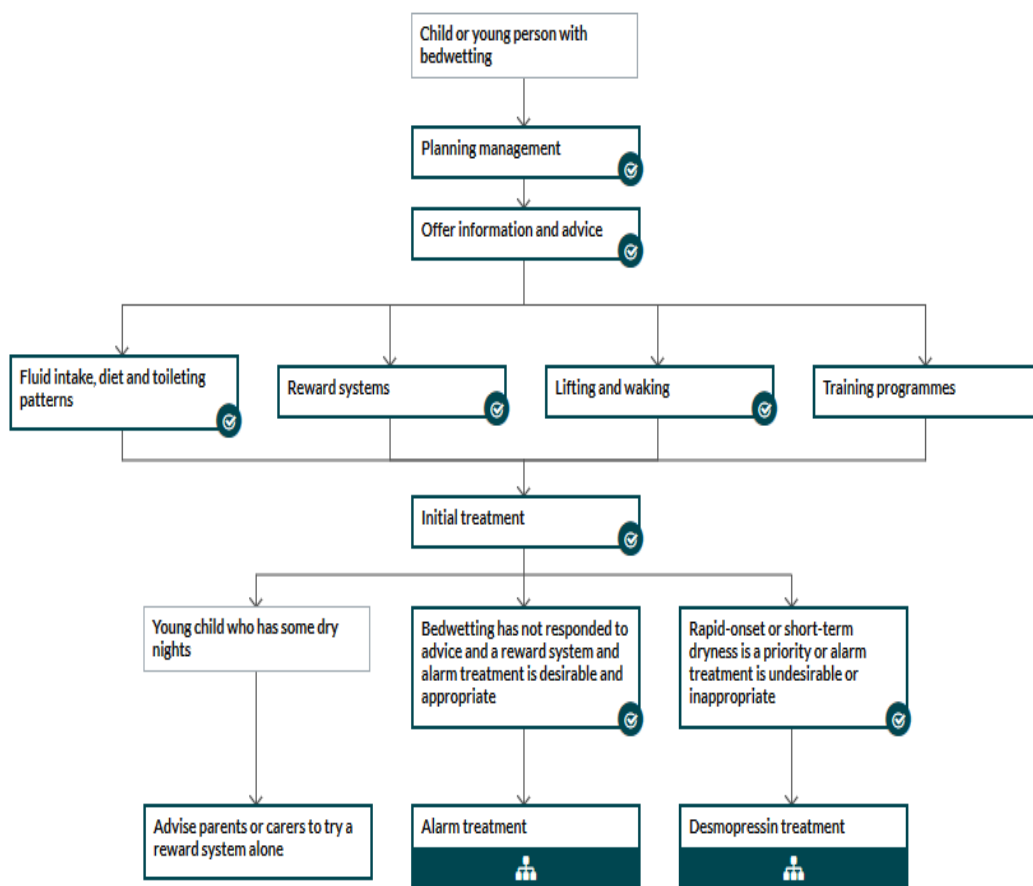 Child or young person with
bedwetting
Planning management
Offer information and advice
Fluid intake, diet and toileting
patterns
Reward systems
Lifting and waking
Training programmes
Initial treatment
Young child who has some dry
nights
Bedwetting has not responded to
advice and a reward system and
alarm treatment is desirable and
appropriate
Rapid-onset or short-term
dryness is a priority or alarm
treatment is undesirable or
inappropriate
Advise parents or carers to try a
reward system alone
Alarm treatment
Desmopressin treatment